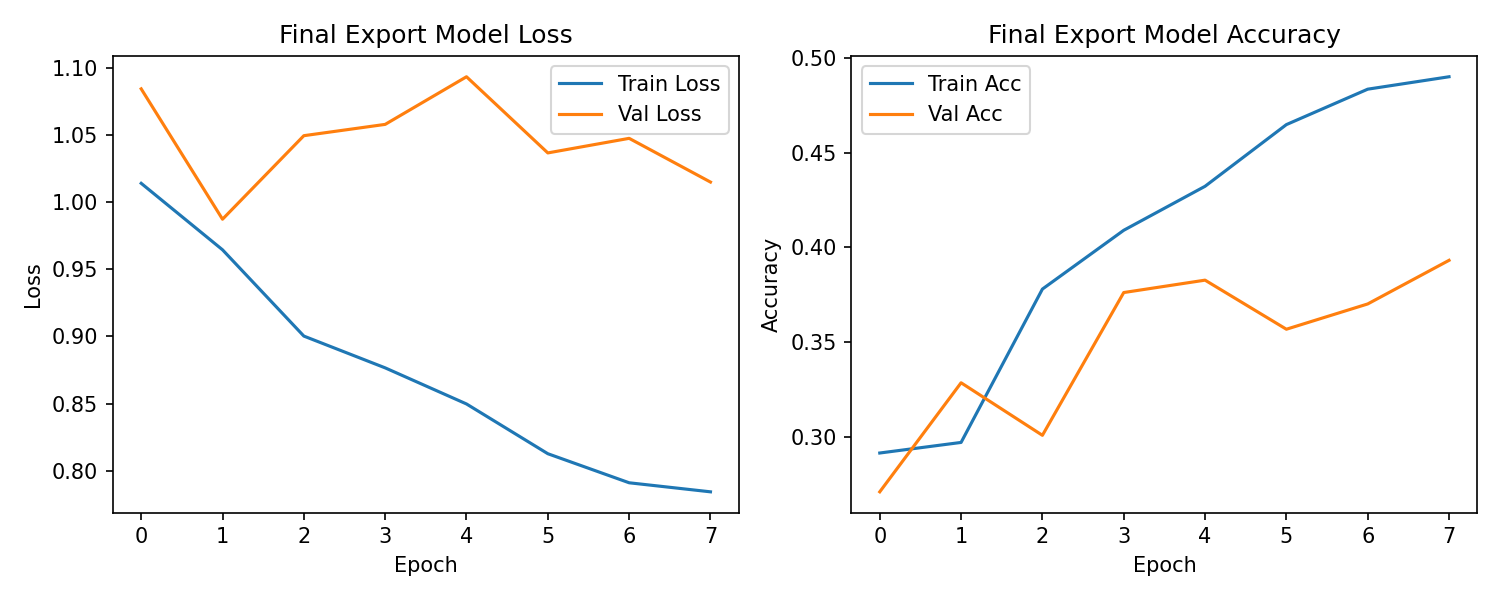 Final Export Model Loss
1.10
1.05
1.00
0.95
0.90
0.85
0.80
Loss
Train Loss
Val Loss
0 1 2 3 4 5 6 7
Epoch
Final Export Model Accuracy
0.50
0.45
0.40
0.35
0.30
Accuracy
Train Acc
Val Acc
0 1 2 3 4 5 6 7
Epoch